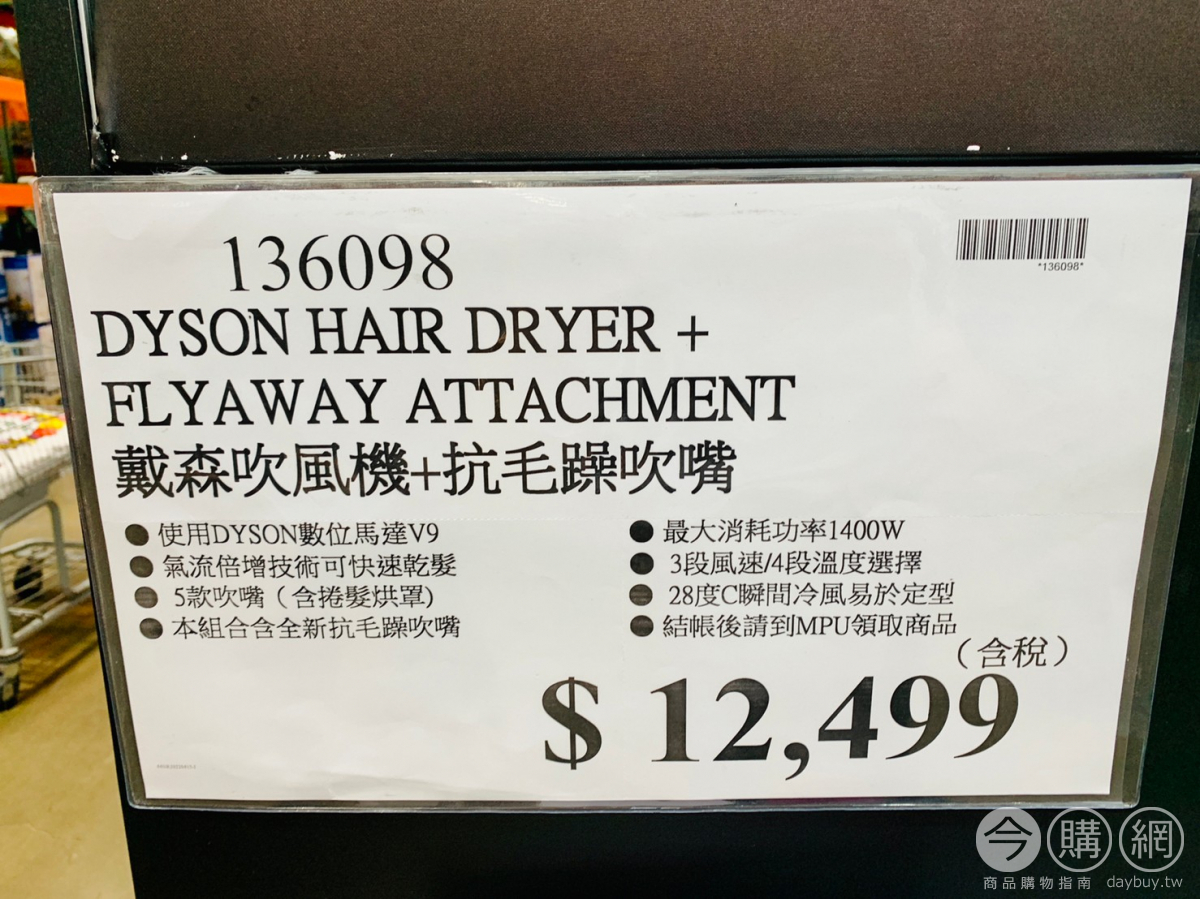 136098
*136098*
DYSON HAIR DRYER +
FLYAWAY ATTACHMENT
戴森吹風機+抗毛躁吹嘴
● 使用DYSON數位馬達V9
● 氣流倍增技術可快速乾髮
● 5款吹嘴（含捲髮烘罩)
● 本組合含全新抗毛躁吹嘴
● 最大消耗功率1400W
● 3段風速/4段溫度選擇
● 28度C瞬間冷風易於定型
● 結帳後請到MPU領取商品
（含稅）
$ 12,499
今購網
商品購物指南 daybuy.tw